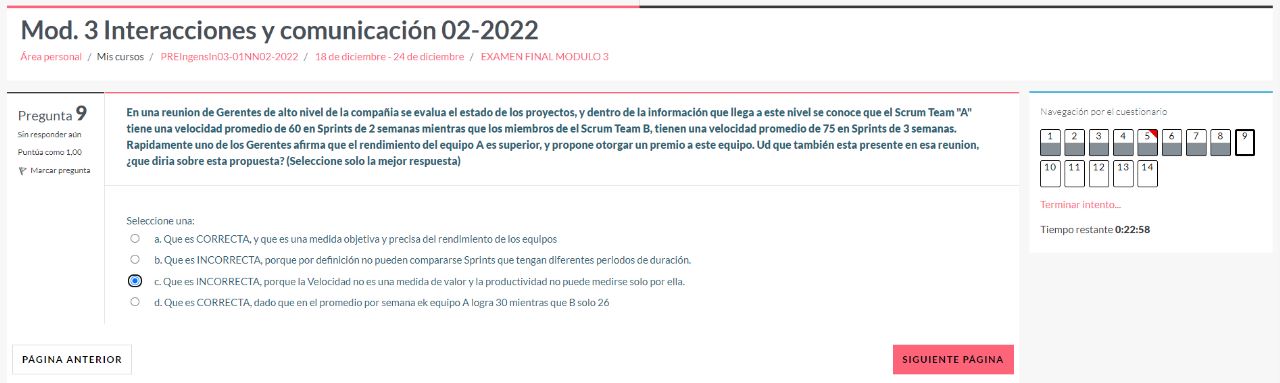 Mod. 3 Interacciones y comunicación 02-2022
Área personal / Mis cursos / PREIngensIn03-01NN02-2022 / 18 de diciembre - 24 de diciembre / EXAMEN FINAL MODULO 3
Pregunta 9
Sin responder aún
Puntúa como 1,00
Marcar pregunta
En una reunion de Gerentes de alto nivel de la compañia se evalua el estado de los proyectos, y dentro de la información que llega a este nivel se conoce que el Scrum Team "A"
tiene una velocidad promedio de 60 en Sprints de 2 semanas mientras que los miembros de el Scrum Team B, tienen una velocidad promedio de 75 en Sprints de 3 semanas.
Rapidamente uno de los Gerentes afirma que el rendimiento del equipo A es superior, y propone otorgar un premio a este equipo. Ud que también esta presente en esa reunion,
¿que diria sobre esta propuesta? (Seleccione solo la mejor respuesta)
Seleccione una:
a. Que es CORRECTA, y que es una medida objetiva y precisa del rendimiento de los equipos
b. Que es INCORRECTA, porque por definición no pueden compararse Sprints que tengan diferentes periodos de duración.
c. Que es INCORRECTA, porque la Velocidad no es una medida de valor y la productividad no puede medirse solo por ella.
d. Que es CORRECTA, dado que en el promedio por semana ek equipo A logra 30 mientras que B solo 26
PÁGINA ANTERIOR
SIGUIENTE PÁGINA
Navegación por el cuestionario
1 2 3 4 5 6 7 8 9
10 11 12 13 14
Terminar intento...
Tiempo restante 0:22:58